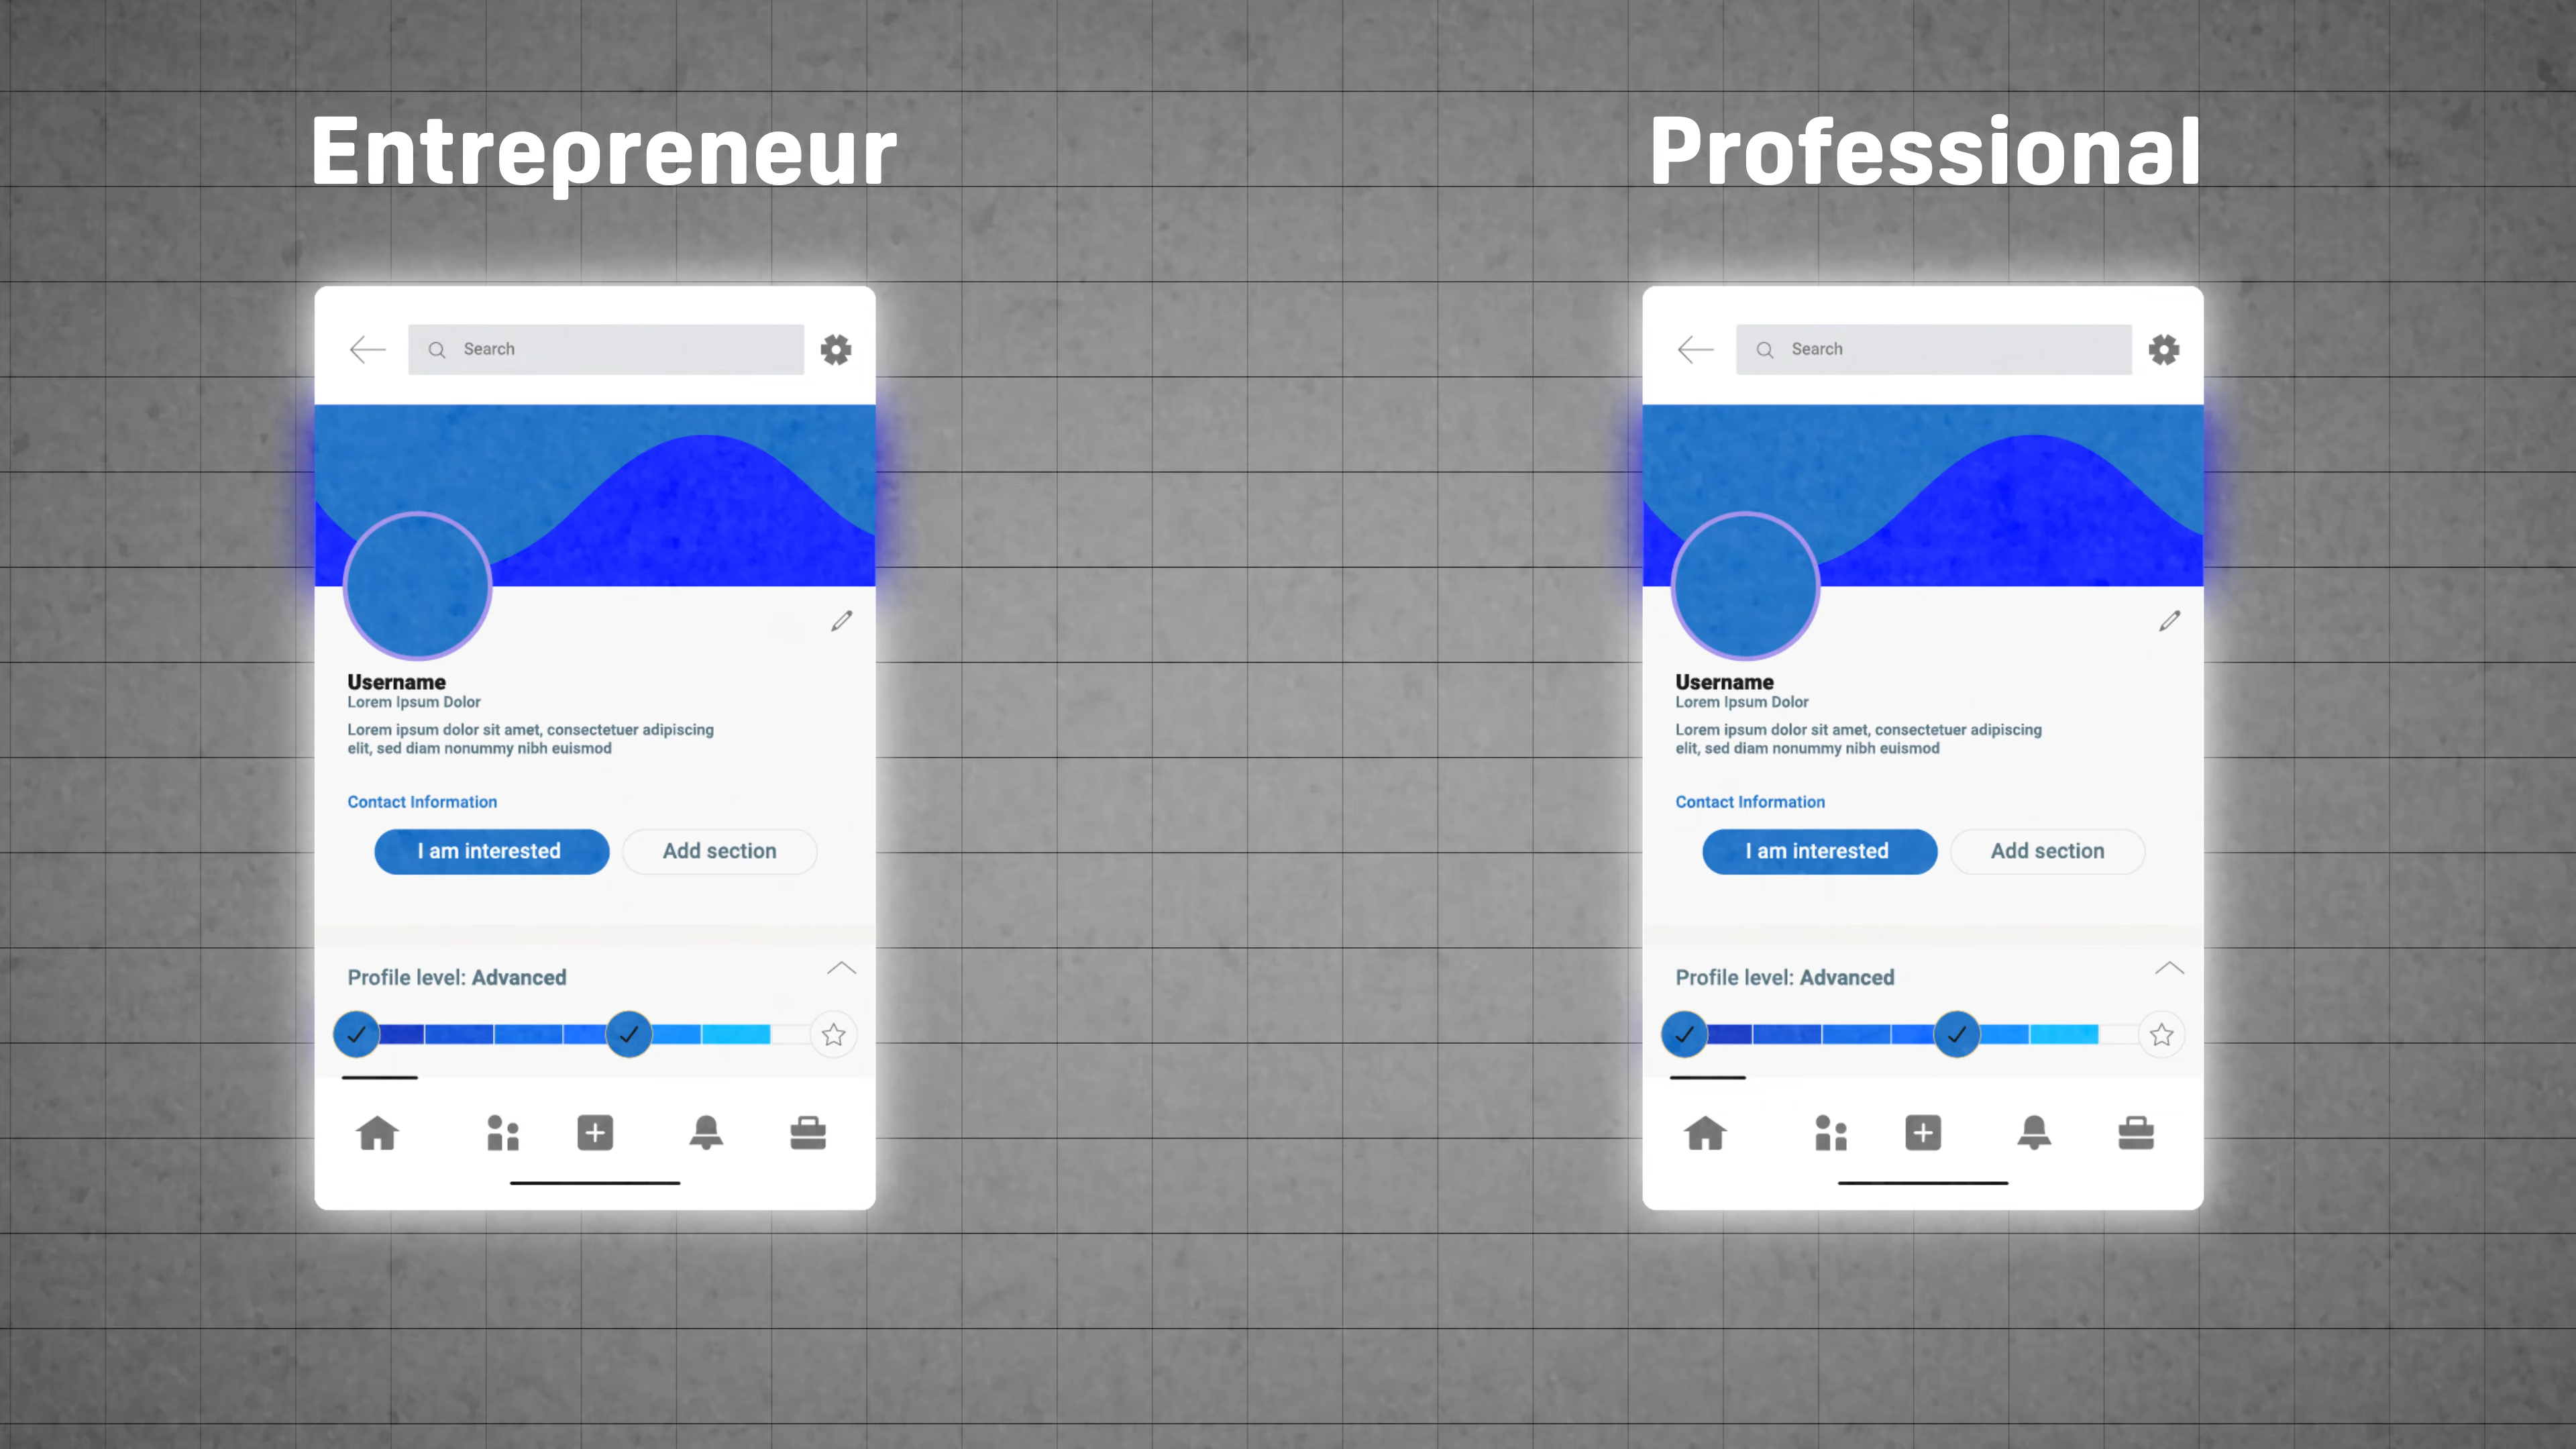 Entrepreneur
Search
Username
Lorem Ipsum Dolor
Lorem ipsum dolor sit amet, consectetuer adipiscing
elit, sed diam nonummy nibh euismod
Contact Information
I am interested
Add section
Profile level: Advanced
Professional
Search
Username
Lorem Ipsum Dolor
Lorem ipsum dolor sit amet, consectetuer adipiscing
elit, sed diam nonummy nibh euismod
Contact Information
I am interested
Add section
Profile level: Advanced